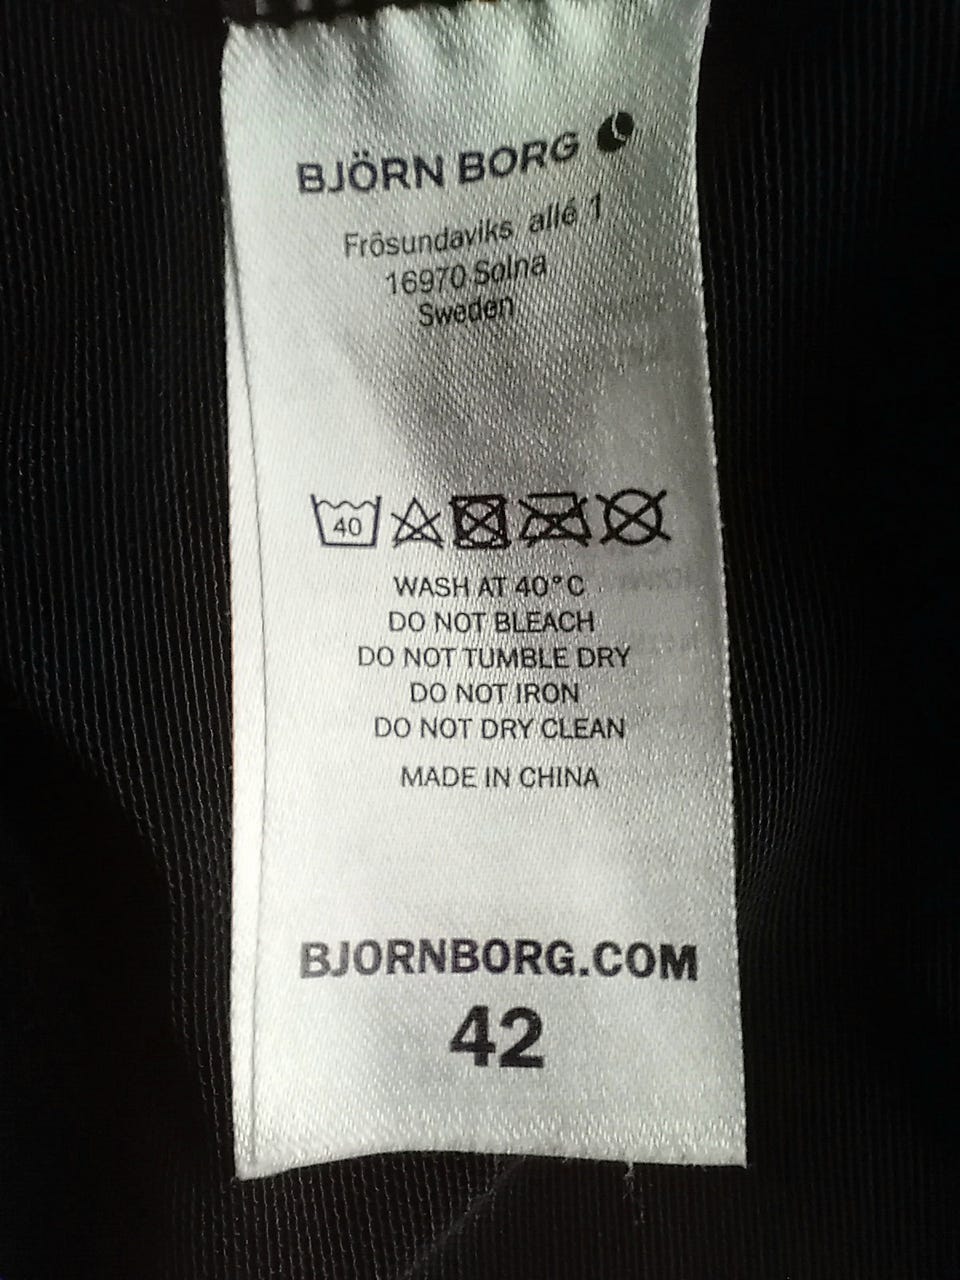 BJÖRN BORG
Frösundaviks allé 1
16970 Solna
Sweden
40
WASH AT 40°C
DO NOT BLEACH
DO NOT TUMBLE DRY
DO NOT IRON
DO NOT DRY CLEAN
MADE IN CHINA
BJORNBORG.COM
42